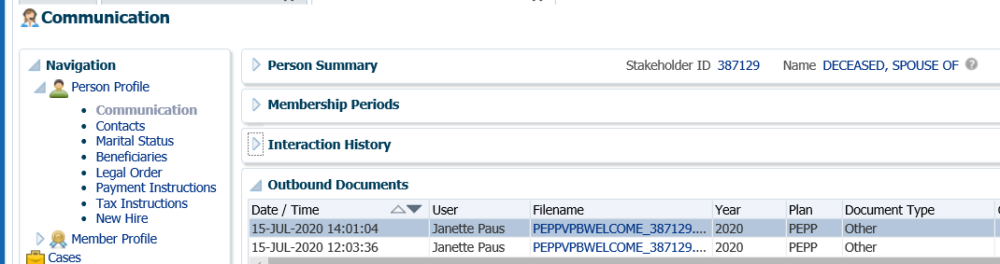 Communication
Navigation
Person Profile
Communication
Contacts
Marital Status
Beneficiaries
Legal Order
Payment Instructions
Tax Instructions
New Hire
Member Profile
Cases
Person Summary Stakeholder ID 387129 Name DECEASED, SPOUSE OF
Membership Periods
Interaction History
Outbound Documents
Date / Time User Filename Year Plan Document Type
15-JUL-2020 14:01:04 Janette Paus PEPPVPBWELCOME_387129.... 2020 PEPP Other
15-JUL-2020 12:03:36 Janette Paus PEPPVPBWELCOME_387129.... 2020 PEPP Other